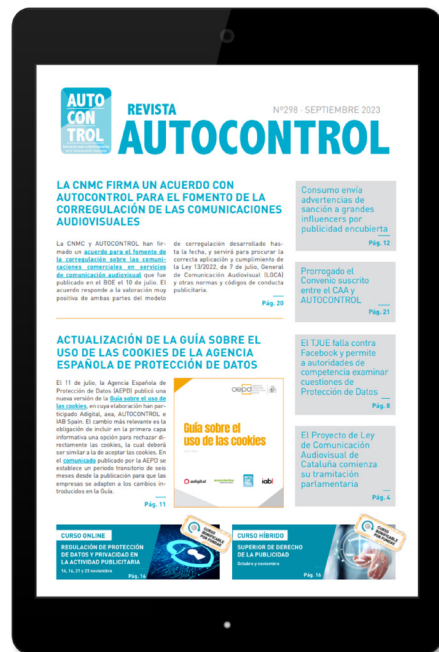 AUTO
CON
TROL
REVISTA
Nº298 · SEPTIEMBRE 2023
AUTOCONTROL
LA CNMC FIRMA UN ACUERDO CON
AUTOCONTROL PARA EL FOMENTO DE LA
CORREGULACIÓN DE LAS COMUNICACIONES
AUDIOVISUALES
La CNMC y AUTOCONTROL han fir-
mado un acuerdo para el fomento de
la corregulación sobre las comuni-
caciones comerciales en servicios
de comunicación audiovisual que fue
publicado en el BOE el 10 de julio. El
acuerdo responde a la valoración muy
positiva de ambas partes del modelo
de corregulación desarrollado has-
ta la fecha, y servirá para procurar la
correcta aplicación y cumplimiento de
la Ley 13/2022, de 7 de julio, General
de Comunicación Audiovisual (LGCA)
y otras normas y códigos de conducta
publicitaria.
Pág. 20
ACTUALIZACIÓN DE LA GUÍA SOBRE EL
USO DE LAS COOKIES DE LA AGENCIA
ESPAÑOLA DE PROTECCIÓN DE DATOS
El 11 de julio, la Agencia Española de
Protección de Datos (AEPD) publicó una
nueva versión de la Guía sobre el uso de
las cookies, en cuya elaboración han par-
ticipado Adigital, aea, AUTOCONTROL e
IAB Spain. El cambio más relevante es la
obligación de incluir en la primera capa
informativa una opción para rechazar di-
rectamente las cookies, la cual deberá
ser similar a la de aceptar las cookies. En
el comunicado publicado por la AEPD se
establece un periodo transitorio de seis
meses desde la publicación para que las
empresas se adapten a los cambios in-
troducidos en la Guía.
Pág. 11
aepd
Guía sobre el
uso de las cookies
adigital
iab
Consumo envía
advertencias de
sanción a grandes
influencers por
publicidad encubierta
Pág. 12
Prorrogado el
Convenio suscrito
entre el CAA y
AUTOCONTROL
Pág. 21
El TJUE falla contra
Facebook y permite
a autoridades de
competencia examinar
cuestiones de
Protección de Datos
Pág. 8
El Proyecto de Ley
de Comunicación
Audiovisual de
Cataluña comienza
su tramitación
parlamentaria
Pág. 4
CURSO ONLINE
REGULACIÓN DE PROTECCIÓN
DE DATOS Y PRIVACIDAD EN
LA ACTIVIDAD PUBLICITARIA
14, 16, 21 y 23 noviembre
Pág. 16
CURSO
BONIFICABLE
POR FUNDAE
CURSO HÍBRIDO
SUPERIOR DE DERECHO
DE LA PUBLICIDAD
Octubre y noviembre
Pág. 16
CURSO
BONIFICABLE
POR FUNDAE